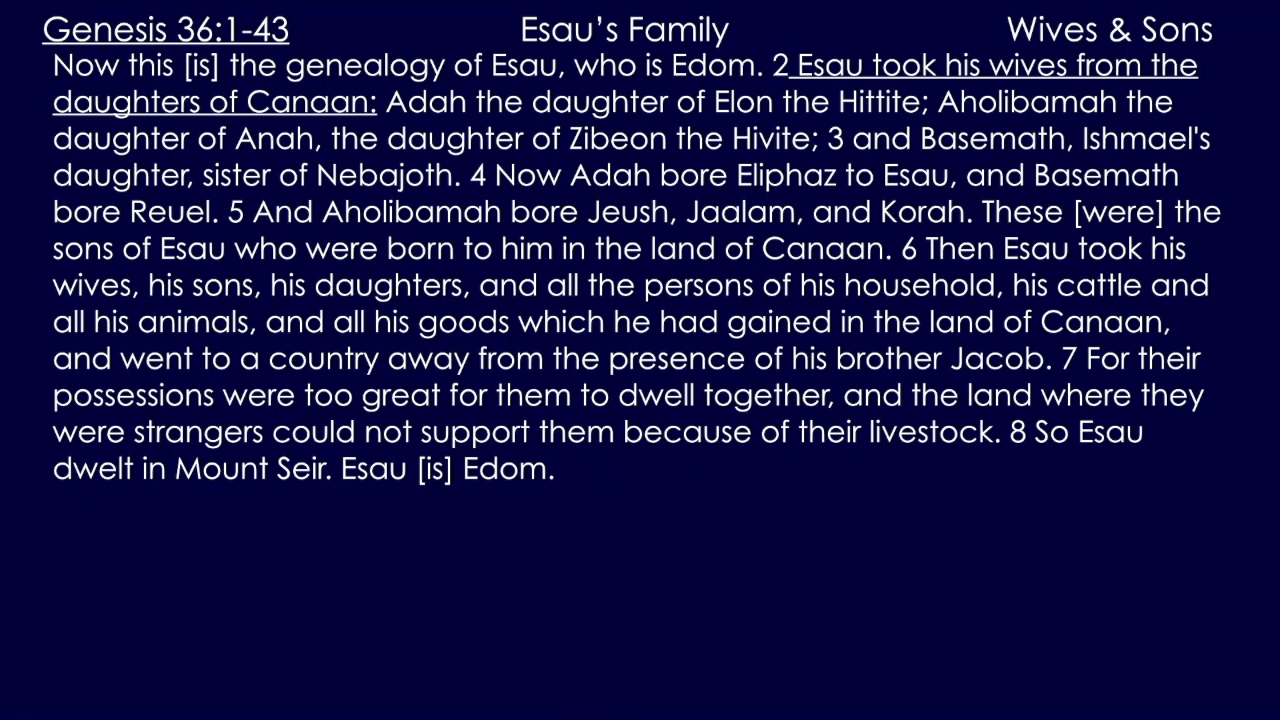 Genesis 36:1-43 Esau’s Family Wives & Sons
Now this [is] the genealogy of Esau, who is Edom. 2 Esau took his wives from the
daughters of Canaan: Adah the daughter of Elon the Hittite; Aholibamah the
daughter of Anah, the daughter of Zibeon the Hivite; 3 and Basemath, Ishmael's
daughter, sister of Nebajoth. 4 Now Adah bore Eliphaz to Esau, and Basemath
bore Reuel. 5 And Aholibamah bore Jeush, Jaalam, and Korah. These [were] the
sons of Esau who were born to him in the land of Canaan. 6 Then Esau took his
wives, his sons, his daughters, and all the persons of his household, his cattle and
all his animals, and all his goods which he had gained in the land of Canaan,
and went to a country away from the presence of his brother Jacob. 7 For their
possessions were too great for them to dwell together, and the land where they
were strangers could not support them because of their livestock. 8 So Esau
dwelt in Mount Seir. Esau [is] Edom.